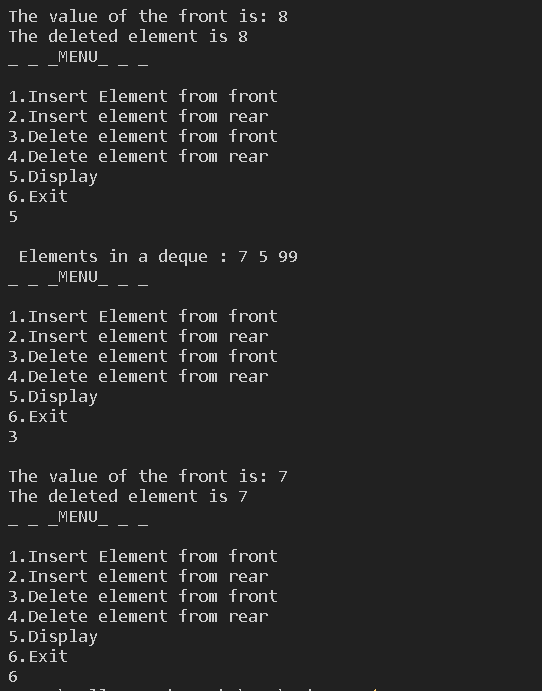 The value of the front is: 8
The deleted element is 8
_ _ _MENU_ _ _
1.Insert Element from front
2.Insert element from rear
3.Delete element from front
4.Delete element from rear
5.Display
6.Exit
5
Elements in a deque : 7 5 99
_ _ _MENU_ _ _
1.Insert Element from front
2.Insert element from rear
3.Delete element from front
4.Delete element from rear
5.Display
6.Exit
3
The value of the front is: 7
The deleted element is 7
_ _ _MENU_ _ _
1.Insert Element from front
2.Insert element from rear
3.Delete element from front
4.Delete element from rear
5.Display
6.Exit
6